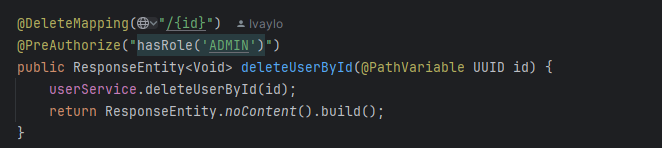 @DeleteMapping("/{id}") Ivaylo
@PreAuthorize("hasRole('ADMIN')")
public ResponseEntity<Void> deleteUserById(@PathVariable UUID id) {
    userService.deleteUserById(id);
    return ResponseEntity.noContent().build();
}